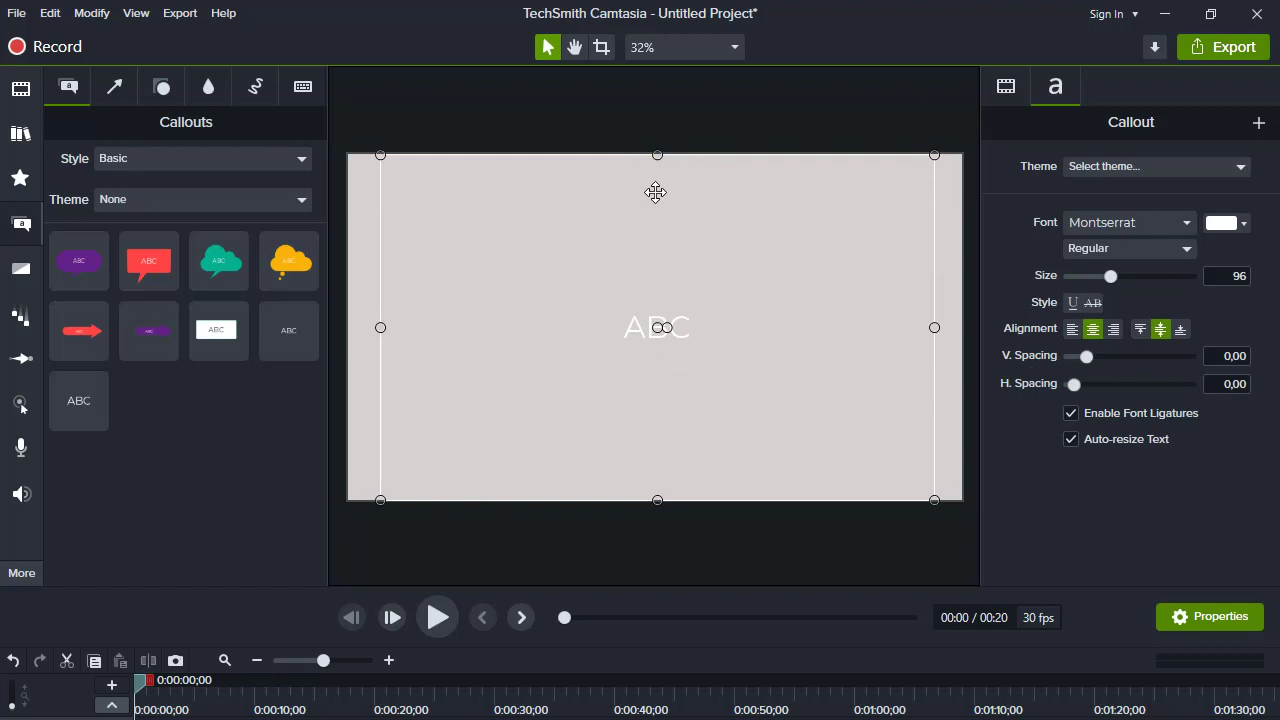 File Edit Modify View Export Help TechSmith Camtasia - Untitled Project* Sign In
Record 32% Export
a a
Callouts Callout
Style Basic Theme Select theme...
Theme None
Font Montserrat
Regular
ABC ABC ABC ABC
Size 96
Style U AB
ABC ABC ABC ABC ABC Alignment
V. Spacing 0,00
H. Spacing 0,00
ABC Enable Font Ligatures
Auto-resize Text
More
00:00 / 00:20 30 fps Properties
0:00:00;00
0:00:00;00 0:00:10;00 0:00:20;00 0:00:30;00 0:00:40;00 0:00:50;00 0:01:00;00 0:01:10;00 0:01:20;00 0:01:30;00